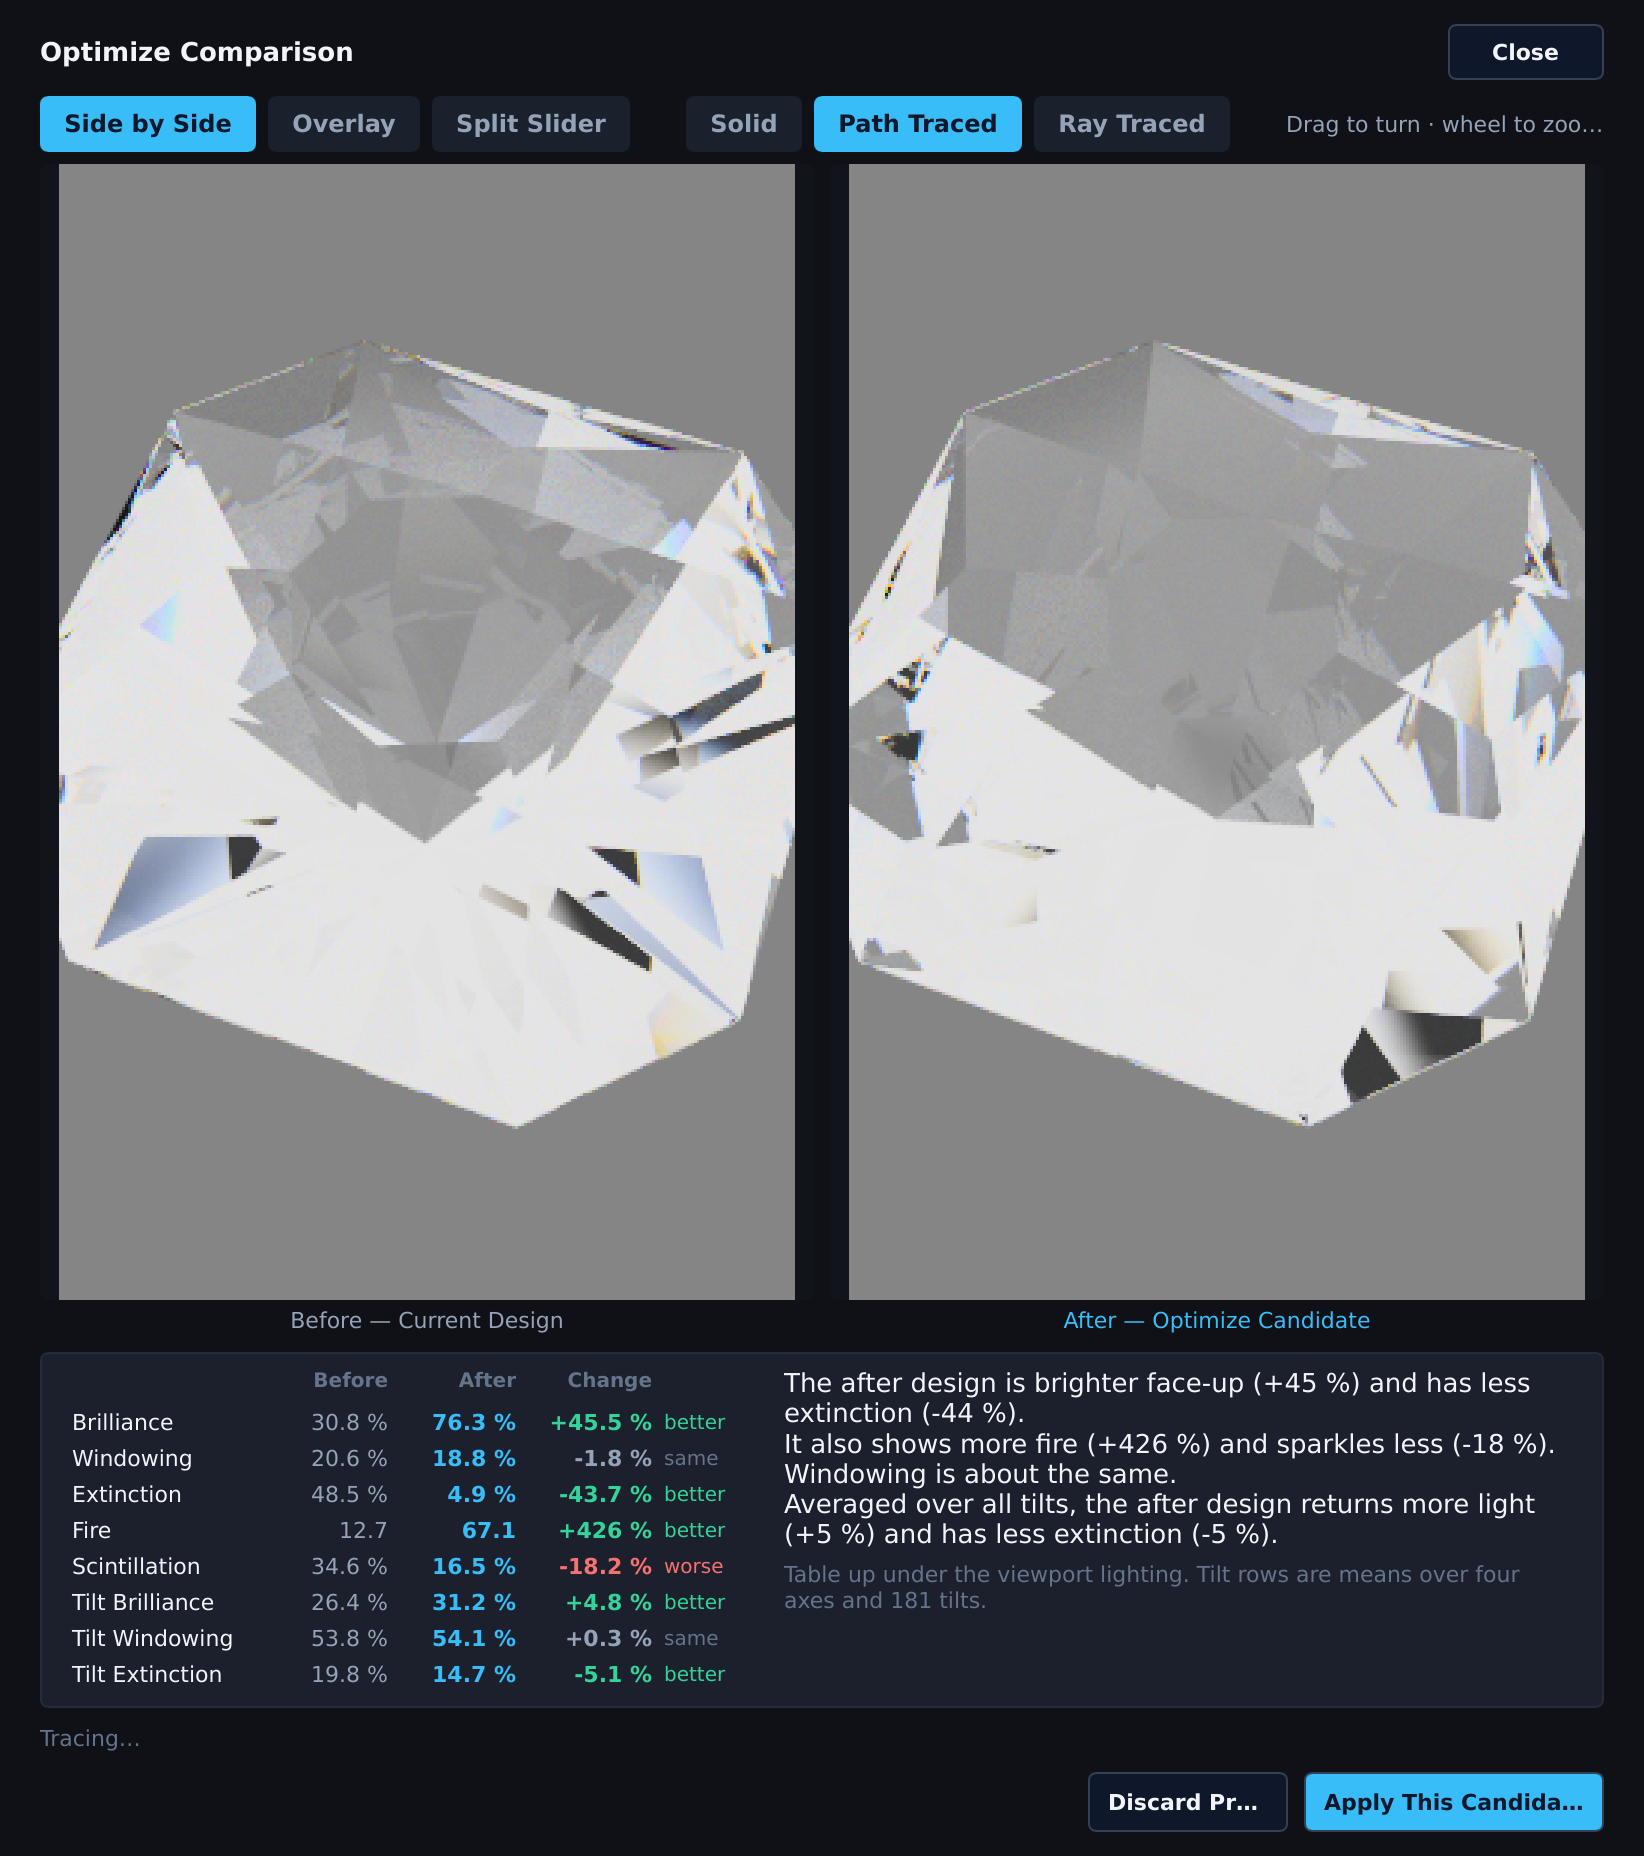 Optimize Comparison
Close
Side by Side Overlay Split Slider Solid Path Traced Ray Traced Drag to turn · wheel to zoo…
Before — Current Design
After — Optimize Candidate
Before After Change
Brilliance 30.8 % 76.3 % +45.5 % better
Windowing 20.6 % 18.8 % -1.8 % same
Extinction 48.5 % 4.9 % -43.7 % better
Fire 12.7 67.1 +426 % better
Scintillation 34.6 % 16.5 % -18.2 % worse
Tilt Brilliance 26.4 % 31.2 % +4.8 % better
Tilt Windowing 53.8 % 54.1 % +0.3 % same
Tilt Extinction 19.8 % 14.7 % -5.1 % better
The after design is brighter face-up (+45 %) and has less
extinction (-44 %).
It also shows more fire (+426 %) and sparkles less (-18 %).
Windowing is about the same.
Averaged over all tilts, the after design returns more light
(+5 %) and has less extinction (-5 %).
Table up under the viewport lighting. Tilt rows are means over four
axes and 181 tilts.
Tracing…
Discard Pr…
Apply This Candida…